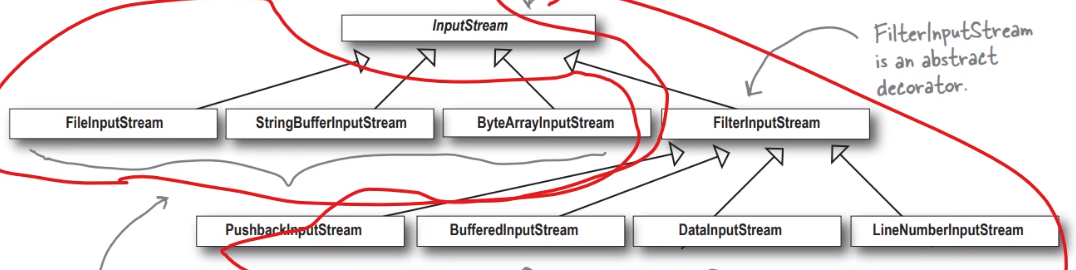 InputStream
FilterInputStream
is an abstract
decorator.
FileInputStream
StringBufferInputStream
ByteArrayInputStream
FilterInputStream
PushbackInputStream
BufferedInputStream
DataInputStream
LineNumberInputStream